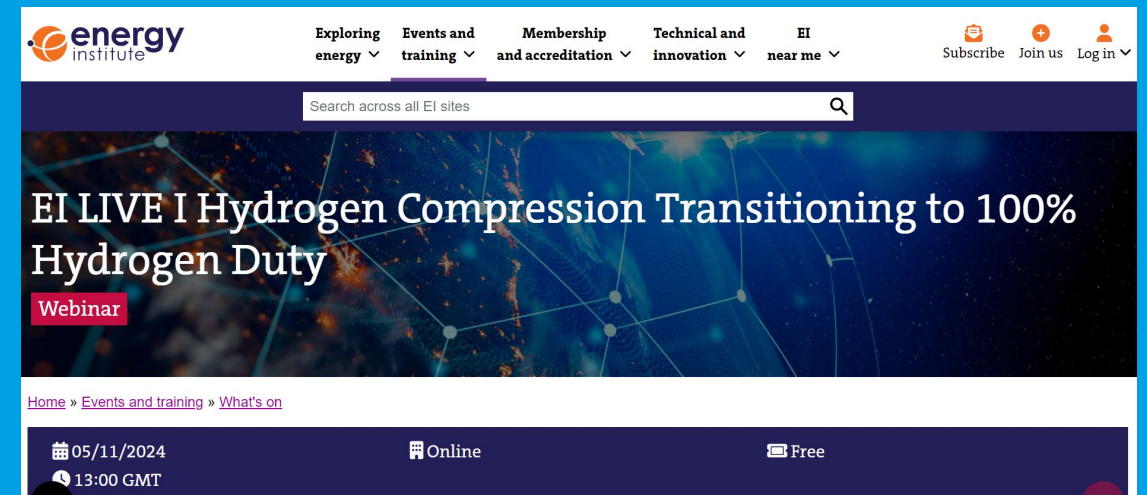 energy
institute
Exploring
energy
Events and
training
Membership
and accreditation
Technical and
innovation
EI
near me
Subscribe
Join us
Log in
Search across all EI sites
EI LIVE I Hydrogen Compression Transitioning to 100%
Hydrogen Duty
Webinar
Home » Events and training » What's on
05/11/2024
Online
Free
13:00 GMT